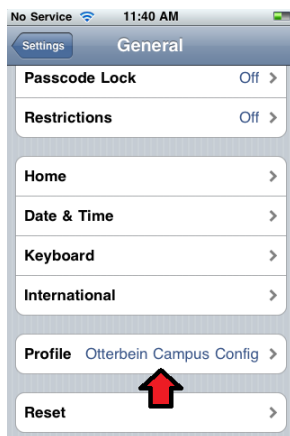 No Service 11:40 AM
Settings General
Passcode Lock Off
Restrictions Off
Home
Date & Time
Keyboard
International
Profile Otterbein Campus Config
Reset